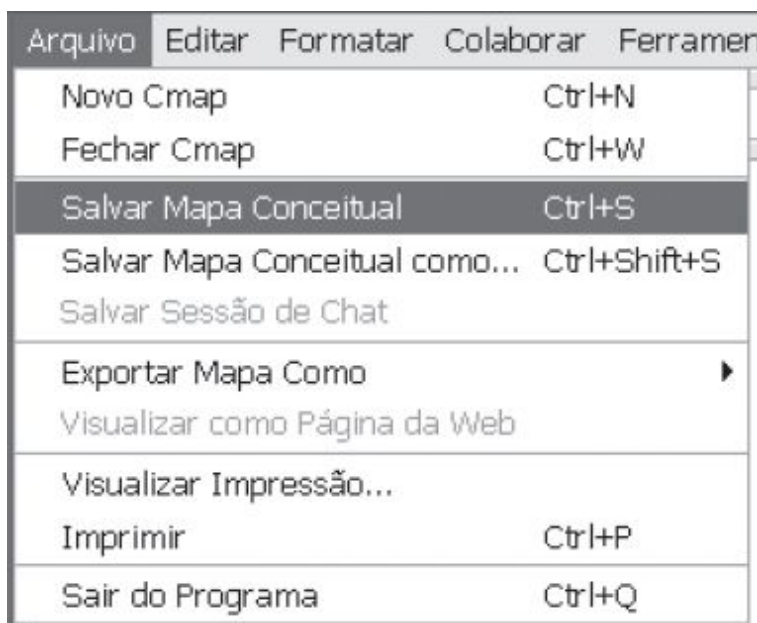 Arquivo Editar Formatar Colaborar Ferramen
Novo Cmap Ctrl+N
Fechar Cmap Ctrl+W
Salvar Mapa Conceitual Ctrl+S
Salvar Mapa Conceitual como... Ctrl+Shift+S
Salvar Sessão de Chat
Exportar Mapa Como
Visualizar como Página da Web
Visualizar Impressão...
Imprimir Ctrl+P
Sair do Programa Ctrl+Q